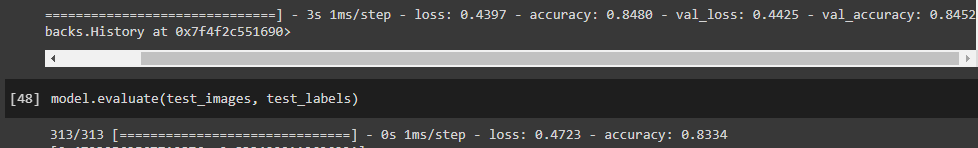 ==============================] - 3s 1ms/step - loss: 0.4397 - accuracy: 0.8480 - val_loss: 0.4425 - val_accuracy: 0.8452
backs.History at 0x7f4f2c551690>
[48] model.evaluate(test_images, test_labels)
313/313 [==============================] - 0s 1ms/step - loss: 0.4723 - accuracy: 0.8334